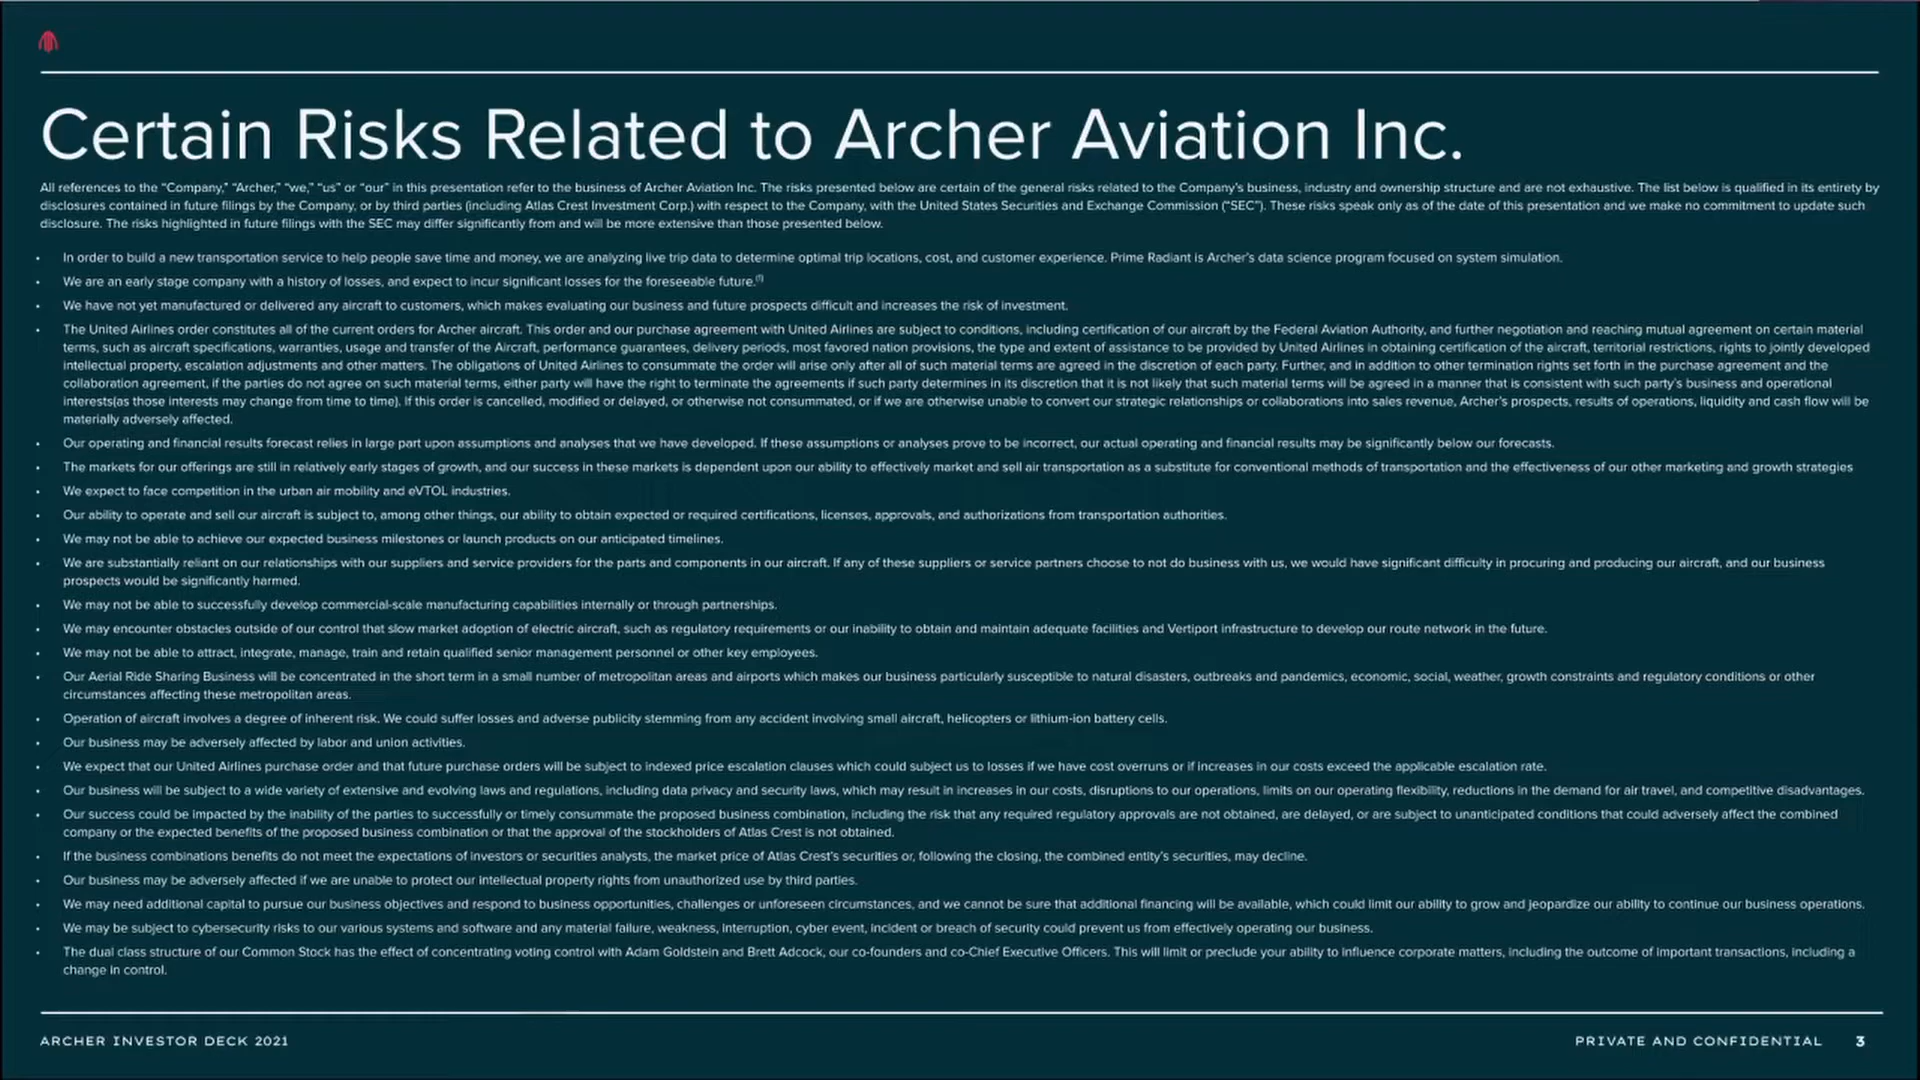 Certain Risks Related to Archer Aviation Inc.
All references to the “Company,” “Archer,” “we,” “us” or “our” in this presentation refer to the business of Archer Aviation Inc. The risks presented below are certain of the general risks related to the Company’s business, industry and ownership structure and are not exhaustive. The list below is qualified in its entirety by
disclosures contained in future filings by the Company, or by third parties (including Atlas Crest Investment Corp.) with respect to the Company, with the United States Securities and Exchange Commission (“SEC”). These risks speak only as of the date of this presentation and we make no commitment to update such
disclosure. The risks highlighted in future filings with the SEC may differ significantly from and will be more extensive than those presented below.
• In order to build a new transportation service to help people save time and money, we are analyzing live trip data to determine optimal trip locations, cost, and customer experience. Prime Radiant is Archer’s data science program focused on system simulation.
• We are an early stage company with a history of losses, and expect to incur significant losses for the foreseeable future.(1)
• We have not yet manufactured or delivered any aircraft to customers, which makes evaluating our business and future prospects difficult and increases the risk of investment.
• The United Airlines order constitutes all of the current orders for Archer aircraft. This order and our purchase agreement with United Airlines are subject to conditions, including certification of our aircraft by the Federal Aviation Authority, and further negotiation and reaching mutual agreement on certain material
terms, such as aircraft specifications, warranties, usage and transfer of the Aircraft, performance guarantees, delivery periods, most favored nation provisions, the type and extent of assistance to be provided by United Airlines in obtaining certification of the aircraft, territorial restrictions, rights to jointly developed
intellectual property, escalation adjustments and other matters. The obligations of United Airlines to consummate the order will arise only after all of such material terms are agreed in the discretion of each party. Further, and in addition to other termination rights set forth in the purchase agreement and the
collaboration agreement, if the parties do not agree on such material terms, either party will have the right to terminate the agreements if such party determines in its discretion that it is not likely that such material terms will be agreed in a manner that is consistent with such party’s business and operational
interests(as those interests may change from time to time). If this order is cancelled, modified or delayed, or otherwise not consummated, or if we are otherwise unable to convert our strategic relationships or collaborations into sales revenue, Archer’s prospects, results of operations, liquidity and cash flow will be
materially adversely affected.
• Our operating and financial results forecast relies in large part upon assumptions and analyses that we have developed. If these assumptions or analyses prove to be incorrect, our actual operating and financial results may be significantly below our forecasts.
• The markets for our offerings are still in relatively early stages of growth, and our success in these markets is dependent upon our ability to effectively market and sell air transportation as a substitute for conventional methods of transportation and the effectiveness of our other marketing and growth strategies
• We expect to face competition in the urban air mobility and eVTOL industries.
• Our ability to operate and sell our aircraft is subject to, among other things, our ability to obtain expected or required certifications, licenses, approvals, and authorizations from transportation authorities.
• We may not be able to achieve our expected business milestones or launch products on our anticipated timelines.
• We are substantially reliant on our relationships with our suppliers and service providers for the parts and components in our aircraft. If any of these suppliers or service partners choose to not do business with us, we would have significant difficulty in procuring and producing our aircraft, and our business
prospects would be significantly harmed.
• We may not be able to successfully develop commercial-scale manufacturing capabilities internally or through partnerships.
• We may encounter obstacles outside of our control that slow market adoption of electric aircraft, such as regulatory requirements or our inability to obtain and maintain adequate facilities and Vertiport infrastructure to develop our route network in the future.
• We may not be able to attract, integrate, manage, train and retain qualified senior management personnel or other key employees.
• Our Aerial Ride Sharing Business will be concentrated in the short term in a small number of metropolitan areas and airports which makes our business particularly susceptible to natural disasters, outbreaks and pandemics, economic, social, weather, growth constraints and regulatory conditions or other
circumstances affecting these metropolitan areas.
• Operation of aircraft involves a degree of inherent risk. We could suffer losses and adverse publicity stemming from any accident involving small aircraft, helicopters or lithium-ion battery cells.
• Our business may be adversely affected by labor and union activities.
• We expect that our United Airlines purchase order and that future purchase orders will be subject to indexed price escalation clauses which could subject us to losses if we have cost overruns or if increases in our costs exceed the applicable escalation rate.
• Our business will be subject to a wide variety of extensive and evolving laws and regulations, including data privacy and security laws, which may result in increases in our costs, disruptions to our operations, limits on our operating flexibility, reductions in the demand for air travel, and competitive disadvantages.
• Our success could be impacted by the inability of the parties to successfully or timely consummate the proposed business combination, including the risk that any required regulatory approvals are not obtained, are delayed, or are subject to unanticipated conditions that could adversely affect the combined
company or the expected benefits of the proposed business combination or that the approval of the stockholders of Atlas Crest is not obtained.
• If the business combinations benefits do not meet the expectations of investors or securities analysts, the market price of Atlas Crest’s securities or, following the closing, the combined entity’s securities, may decline.
• Our business may be adversely affected if we are unable to protect our intellectual property rights from unauthorized use by third parties.
• We may need additional capital to pursue our business objectives and respond to business opportunities, challenges or unforeseen circumstances, and we cannot be sure that additional financing will be available, which could limit our ability to grow and jeopardize our ability to continue our business operations.
• We may be subject to cybersecurity risks to our various systems and software and any material failure, weakness, interruption, cyber event, incident or breach of security could prevent us from effectively operating our business.
• The dual class structure of our Common Stock has the effect of concentrating voting control with Adam Goldstein and Brett Adcock, our co-founders and co-Chief Executive Officers. This will limit or preclude your ability to influence corporate matters, including the outcome of important transactions, including a
change in control.
ARCHER INVESTOR DECK 2021
PRIVATE AND CONFIDENTIAL 3